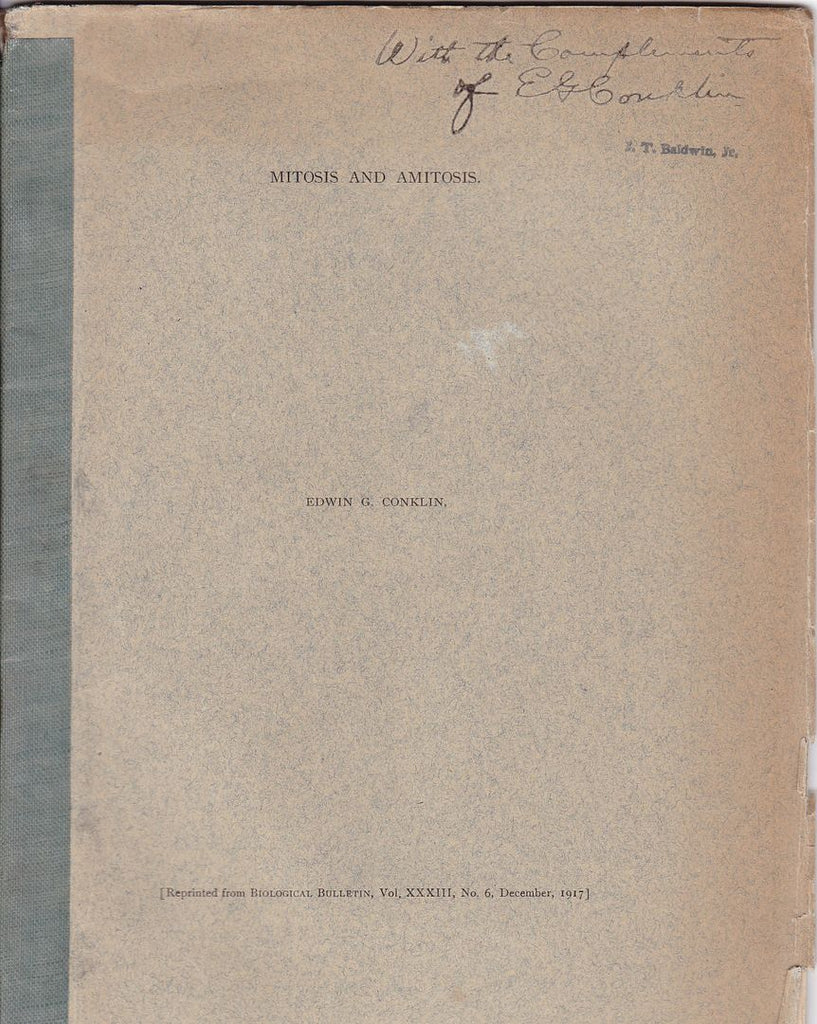 With the Complements
of E G Conklin
J. T. Baldwin, Jr.
MITOSIS AND AMITOSIS.
EDWIN G. CONKLIN.
[Reprinted from BIOLOGICAL BULLETIN, Vol. XXXIII, No. 6, December, 1917]